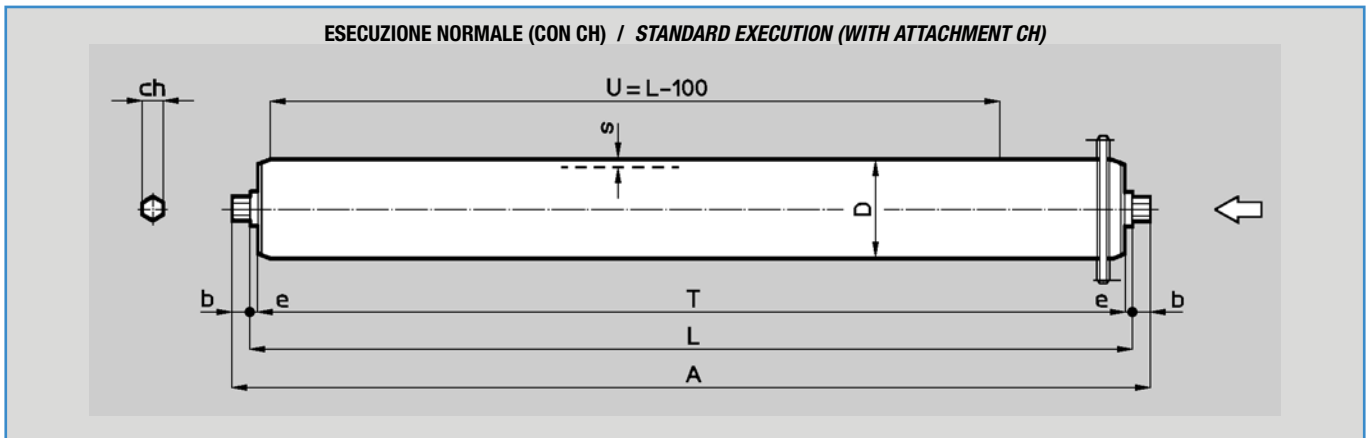 ESECUZIONE NORMALE (CON CH) / STANDARD EXECUTION (WITH ATTACHMENT CH)
ch
U = L-100
s
D
b e T e b
L
A